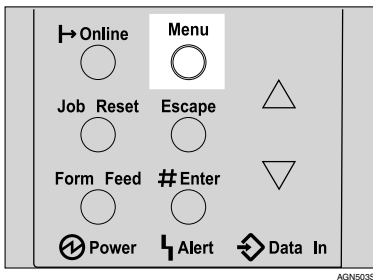 Online Menu
Job Reset Escape
Form Feed # Enter
Power Alert Data In
AGN503S